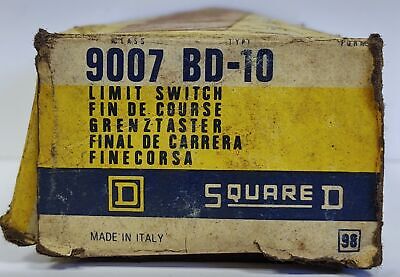 CLASS TYPE FORM
9007 BD-10
LIMIT SWITCH
FIN DE COURSE
GRENZTASTER
FINAL DE CARRERA
FINECORSA
D SQUARE D
MADE IN ITALY 98